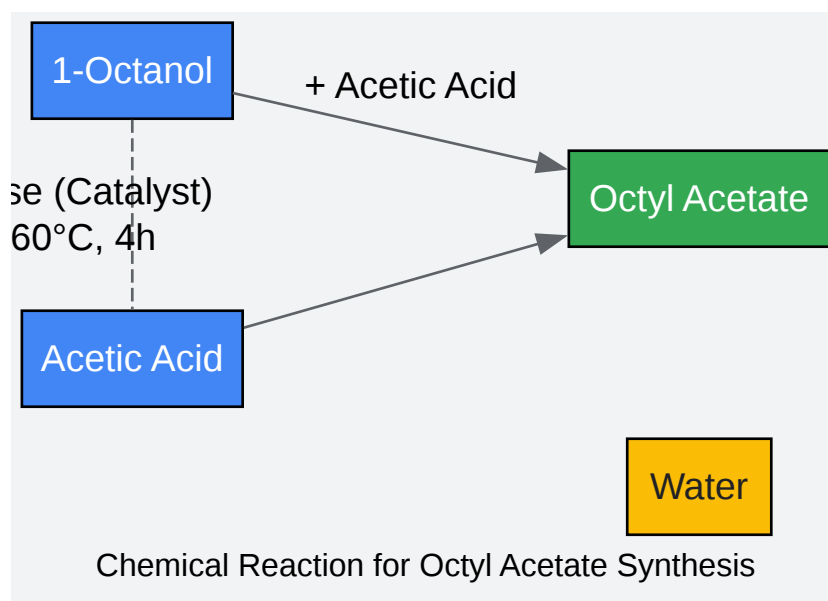 1-Octanol
+ Acetic Acid
se (Catalyst)
60°C, 4h
Octyl Acetate
Acetic Acid
Water
Chemical Reaction for Octyl Acetate Synthesis